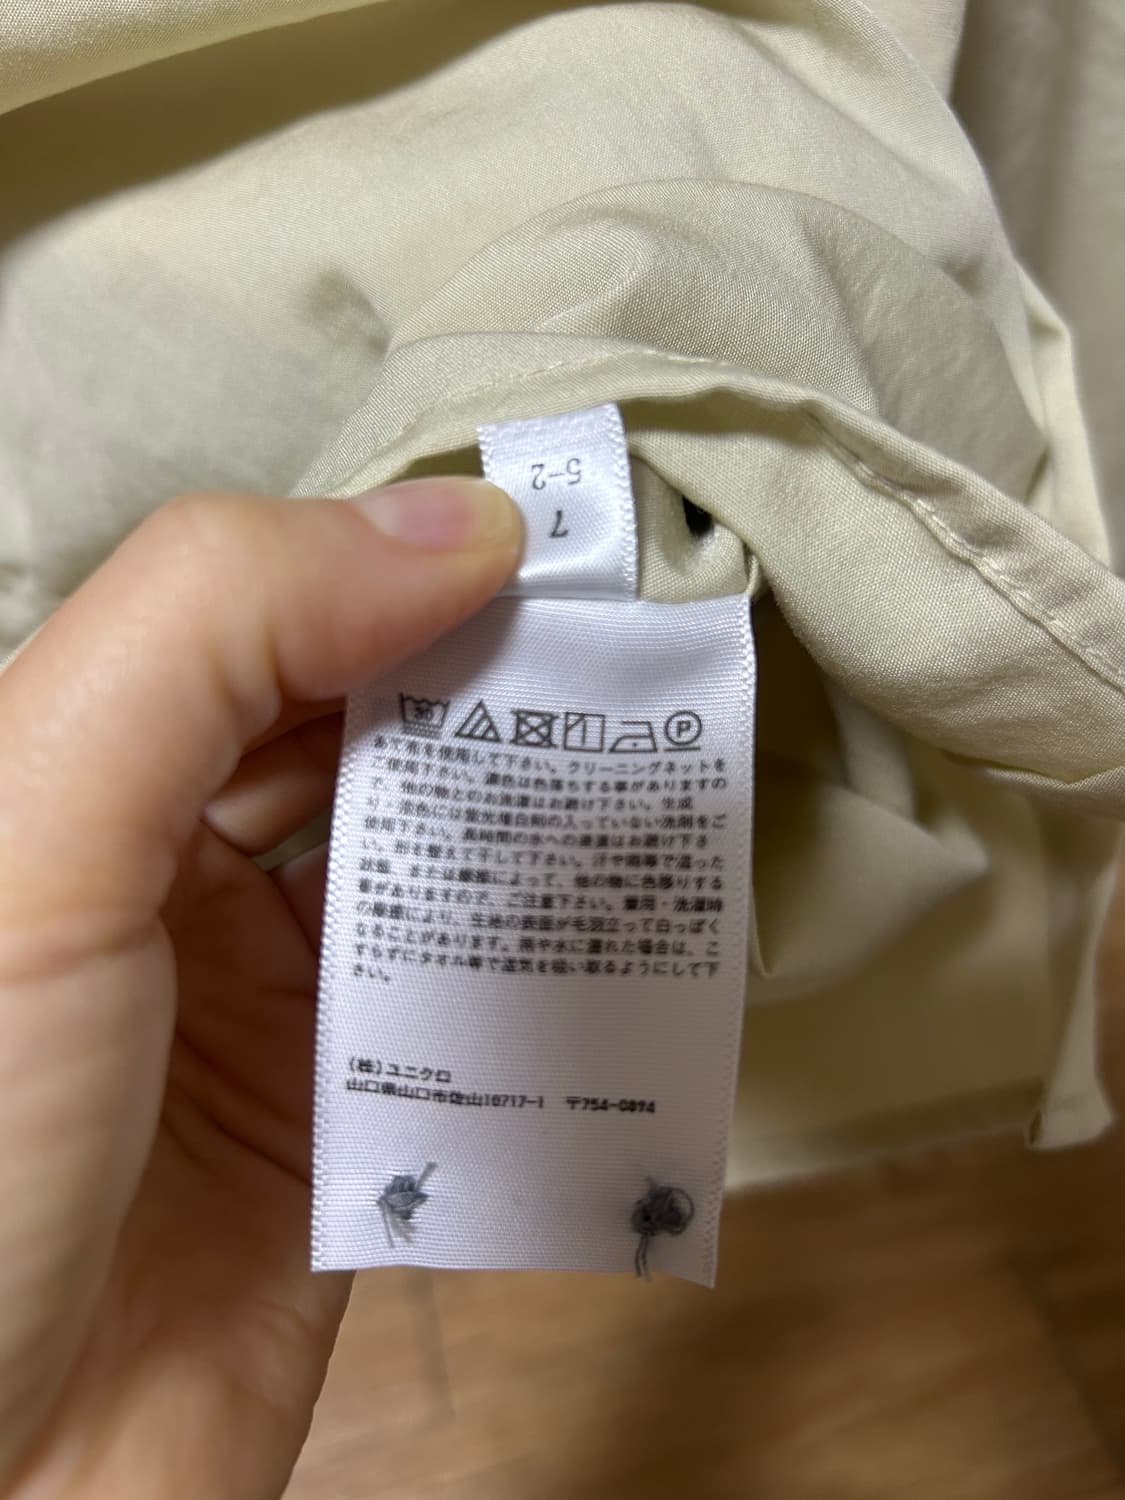 5-2
7
30
P
あて布を使用して下さい。クリーニングネットを
ご使用下さい。濃色は色落ちする事がありますの
で、他の物とのお洗濯はお避け下さい。生成
り・淡色には蛍光増白剤の入っていない洗剤をご
使用下さい。長時間の水への浸漬はお避け下さ
い。形を整えて干して下さい。汗や雨等で湿った
状態、または摩擦によって、他の物に色移りする
事がありますので、ご注意下さい。着用・洗濯時
の摩擦により、生地の表面が毛羽立って白っぽく
なることがあります。雨や水に濡れた場合は、こ
すらずにタオル等で湿気を吸い取るようにして下
さい。
(株)ユニクロ
山口県山口市佐山10717-1 〒754-0894